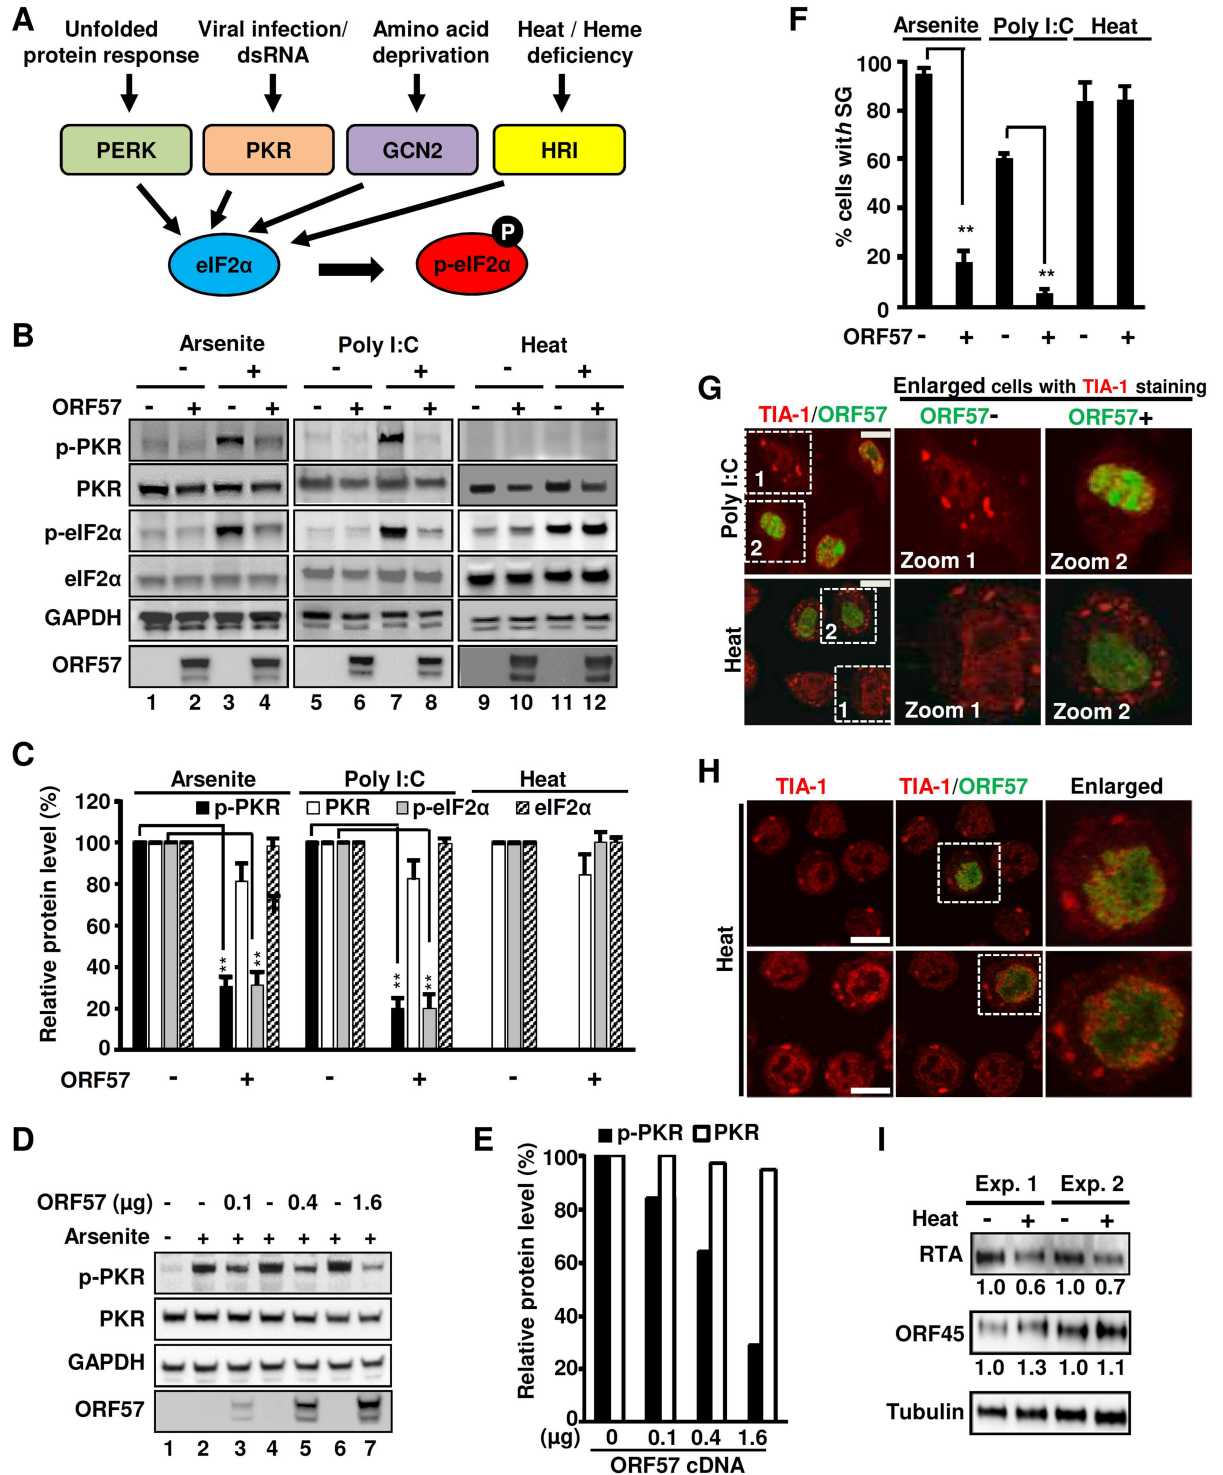 A
Unfolded protein response
Viral infection/ dsRNA
Amino acid deprivation
Heat / Heme deficiency
PERK
PKR
GCN2
HRI
eIF2α
p-eIF2α
P
B
Arsenite
Poly I:C
Heat
- + - + - +
ORF57 - + - + - + - + - + - +
p-PKR
PKR
p-eIF2α
eIF2α
GAPDH
ORF57
1 2 3 4 5 6 7 8 9 10 11 12
C
Arsenite
Poly I:C
Heat
p-PKR PKR p-eIF2α eIF2α
Relative protein level (%)
120
100
80
60
40
20
0
** ** ** **
ORF57 - + - + - +
D
ORF57 (μg) - - 0.1 - 0.4 - 1.6
Arsenite - + + + + + +
p-PKR
PKR
GAPDH
ORF57
1 2 3 4 5 6 7
E
p-PKR PKR
Relative protein level (%)
100
80
60
40
20
0
(μg) 0 0.1 0.4 1.6
ORF57 cDNA
F
Arsenite Poly I:C Heat
% cells with SG
100
80
60
40
20
0
**
**
ORF57 - + - + - +
G
Enlarged cells with TIA-1 staining
TIA-1/ORF57 ORF57- ORF57+
Poly I:C
1
2
Zoom 1
Zoom 2
Heat
2
1
Zoom 1
Zoom 2
H
TIA-1 TIA-1/ORF57 Enlarged
Heat
I
Exp. 1 Exp. 2
Heat - + - +
RTA
1.0 0.6 1.0 0.7
ORF45
1.0 1.3 1.0 1.1
Tubulin